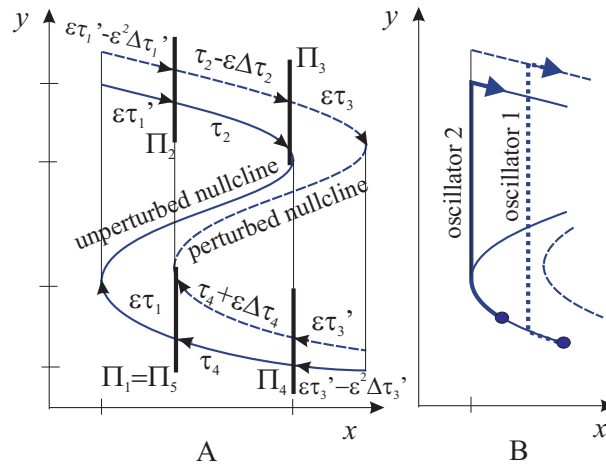 y
ετ₁'-ε²Δτ₁'
τ₂-εΔτ₂
Π₃
ετ₃
ετ₁'
τ₂
Π₂
unperturbed nullcline
perturbed nullcline
ετ₁
τ₄+εΔτ₄
ετ₃'
τ₄
Π₁=Π₅
Π₄
ετ₃'-ε²Δτ₃'
x
A
y
oscillator 2
oscillator 1
x
B